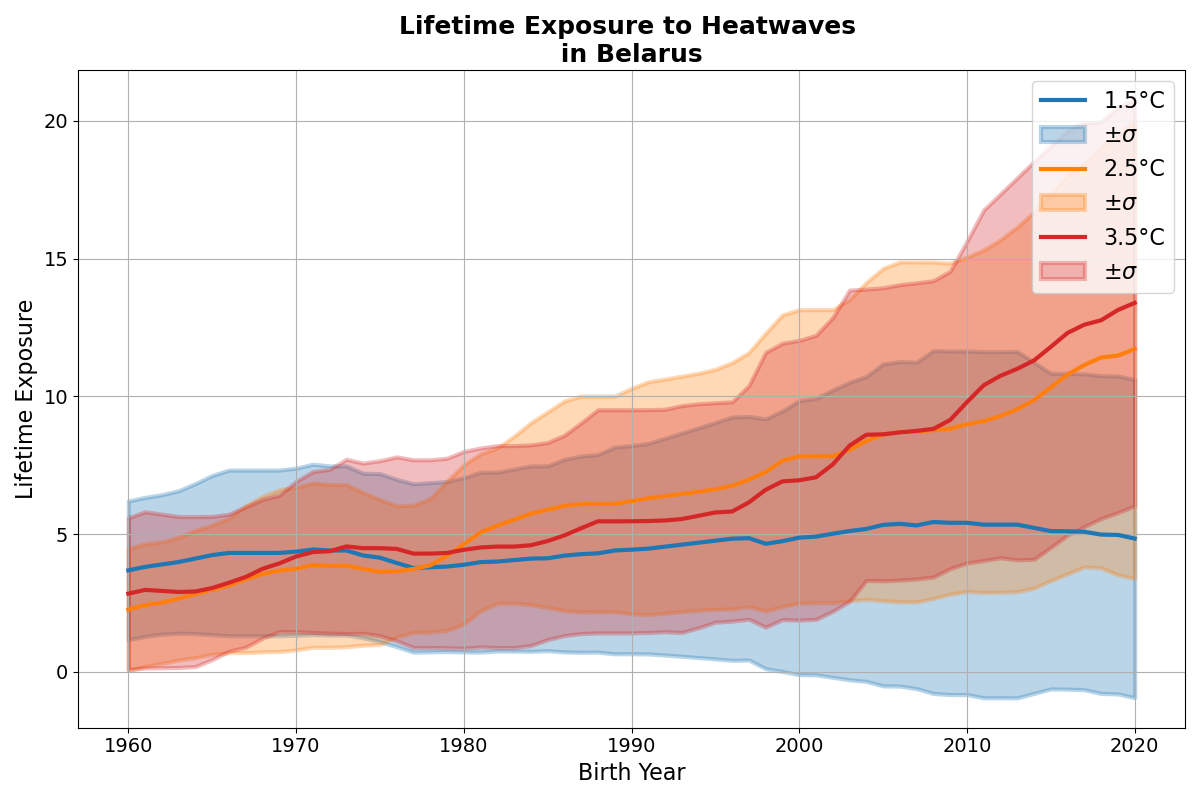 Lifetime Exposure to Heatwaves
in Belarus
Lifetime Exposure
20
15
10
5
0
1960
1970
1980
1990
2000
2010
2020
Birth Year
1.5°C
±σ
2.5°C
±σ
3.5°C
±σ